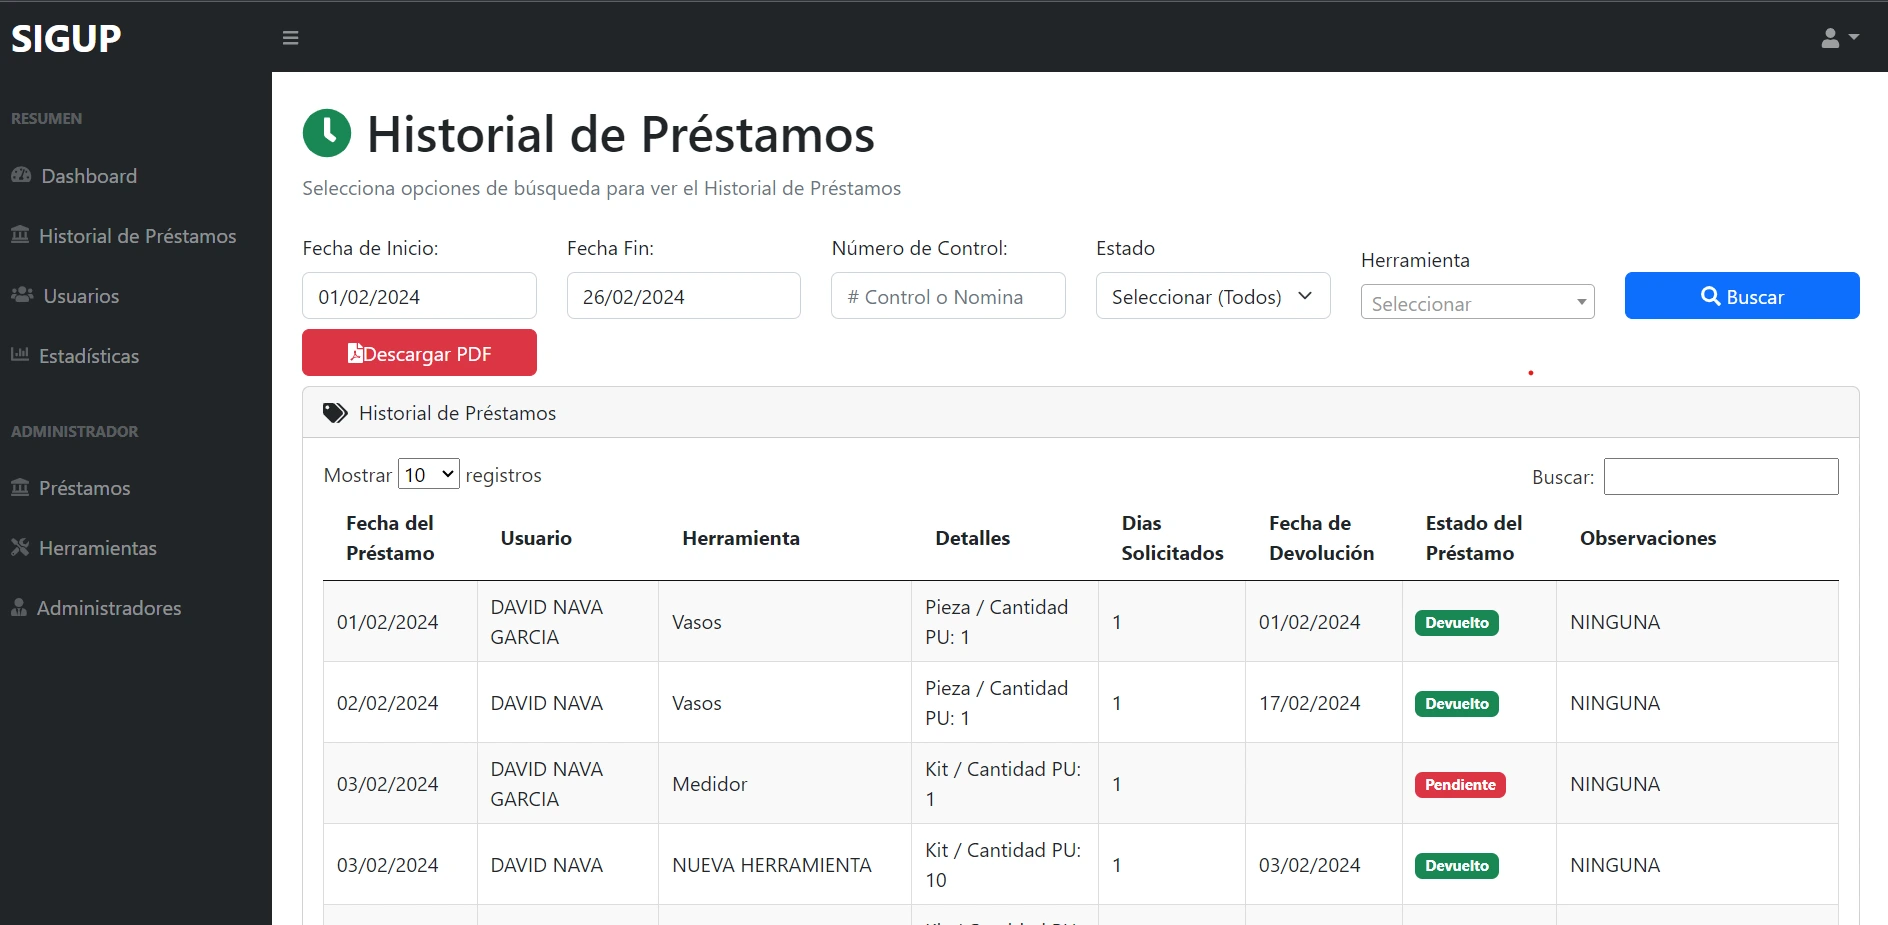 SIGUP
RESUMEN
Dashboard
Historial de Préstamos
Usuarios
Estadísticas
ADMINISTRADOR
Préstamos
Herramientas
Administradores
Historial de Préstamos
Selecciona opciones de búsqueda para ver el Historial de Préstamos
Fecha de Inicio:
01/02/2024
Fecha Fin:
26/02/2024
Número de Control:
# Control o Nomina
Estado
Seleccionar (Todos)
Herramienta
Seleccionar
Buscar
Descargar PDF
Historial de Préstamos
Mostrar 10 registros
Buscar:
Fecha del
Préstamo
Usuario
Herramienta
Detalles
Dias
Solicitados
Fecha de
Devolución
Estado del
Préstamo
Observaciones
01/02/2024
DAVID NAVA
GARCIA
Vasos
Pieza / Cantidad
PU: 1
1
01/02/2024
Devuelto
NINGUNA
02/02/2024
DAVID NAVA
Vasos
Pieza / Cantidad
PU: 1
1
17/02/2024
Devuelto
NINGUNA
03/02/2024
DAVID NAVA
GARCIA
Medidor
Kit / Cantidad PU:
1
1
Pendiente
NINGUNA
03/02/2024
DAVID NAVA
NUEVA HERRAMIENTA
Kit / Cantidad PU:
10
1
03/02/2024
Devuelto
NINGUNA